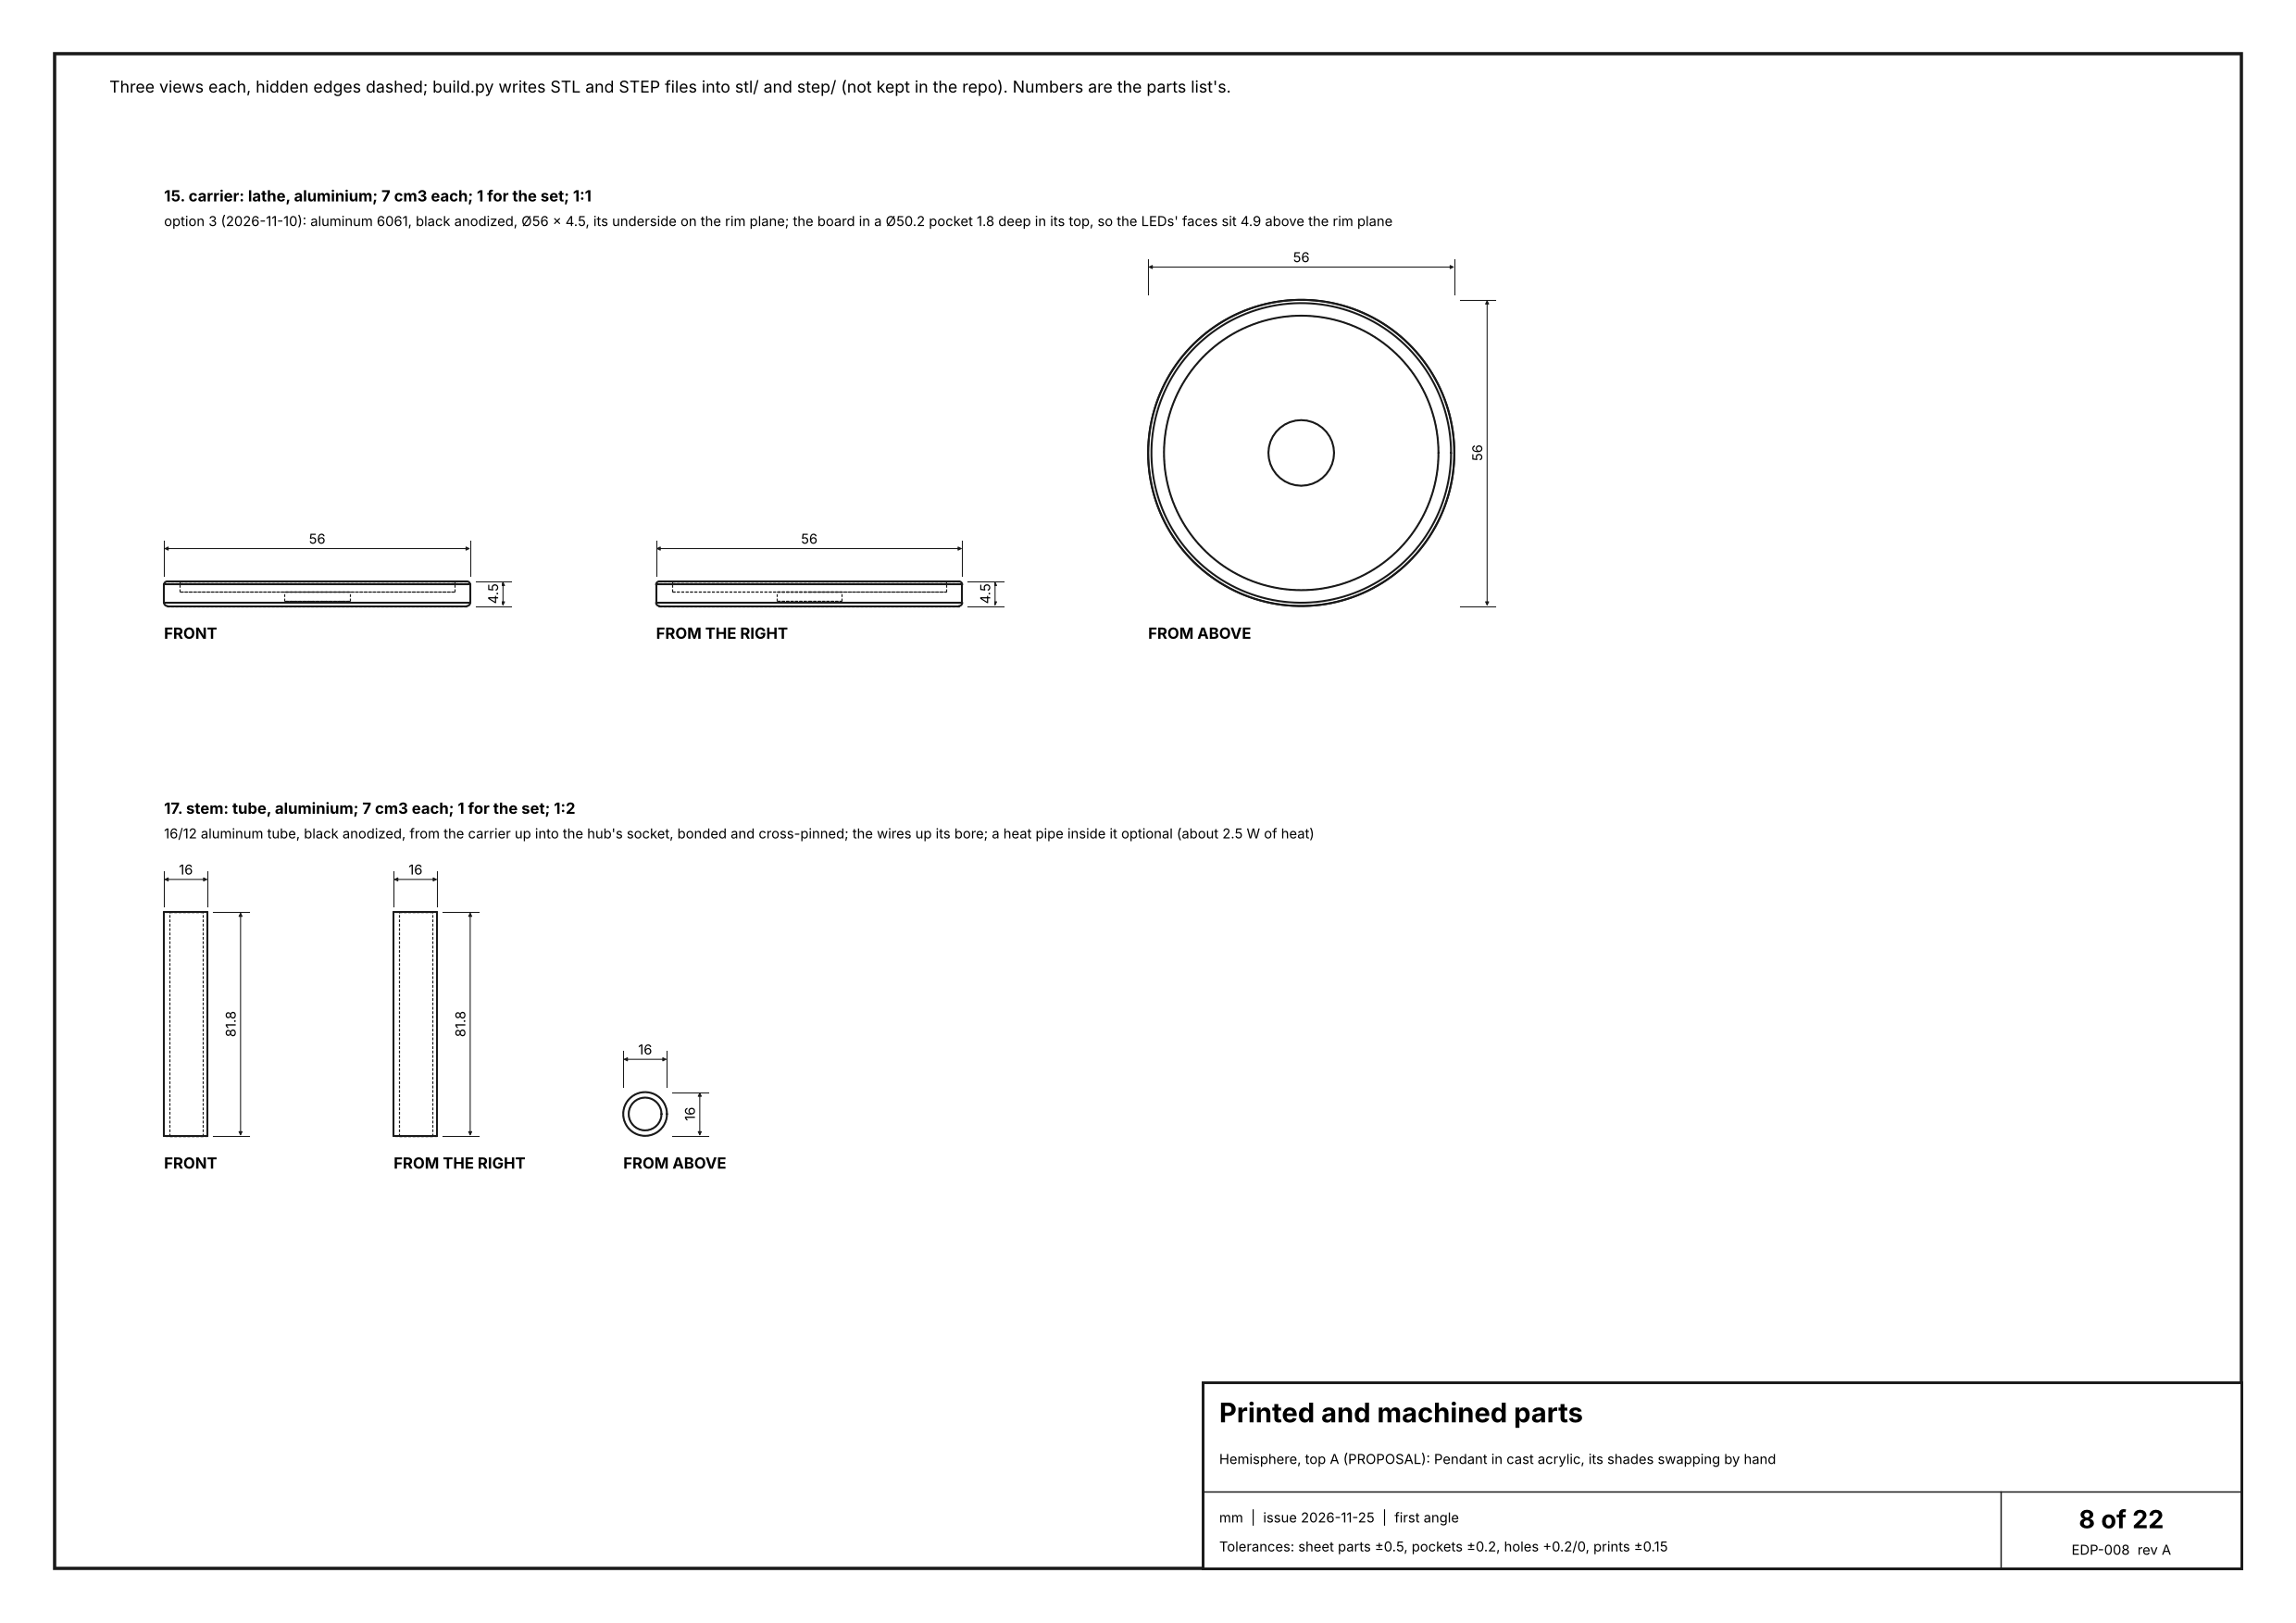 Three views each, hidden edges dashed; build.py writes STL and STEP files into stl/ and step/ (not kept in the repo). Numbers are the parts list's.
15. carrier: lathe, aluminium; 7 cm3 each; 1 for the set; 1:1
option 3 (2026-11-10): aluminum 6061, black anodized, Ø56 × 4.5, its underside on the rim plane; the board in a Ø50.2 pocket 1.8 deep in its top, so the LEDs' faces sit 4.9 above the rim plane
56
56
56
4.5
56
4.5
FRONT
FROM THE RIGHT
FROM ABOVE
17. stem: tube, aluminium; 7 cm3 each; 1 for the set; 1:2
16/12 aluminum tube, black anodized, from the carrier up into the hub's socket, bonded and cross-pinned; the wires up its bore; a heat pipe inside it optional (about 2.5 W of heat)
16
81.8
16
81.8
16
16
FRONT
FROM THE RIGHT
FROM ABOVE
Printed and machined parts
Hemisphere, top A (PROPOSAL): Pendant in cast acrylic, its shades swapping by hand
mm | issue 2026-11-25 | first angle
Tolerances: sheet parts ±0.5, pockets ±0.2, holes +0.2/0, prints ±0.15
8 of 22
EDP-008 rev A